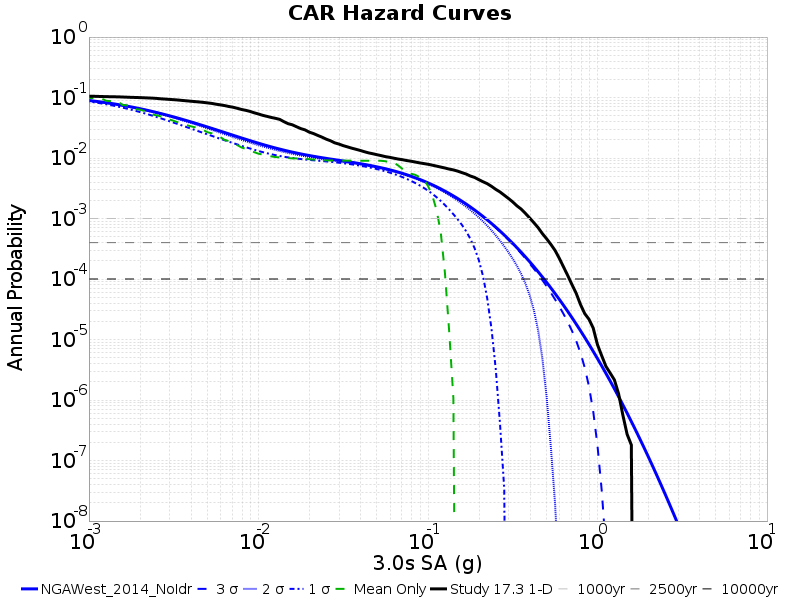 CAR Hazard Curves
10^0
10^-1
10^-2
10^-3
10^-4
10^-5
10^-6
10^-7
10^-8
Annual Probability
10^-3 10^-2 10^-1 10^0 10^1
3.0s SA (g)
NGAWest_2014_NoIdr 3 σ 2 σ 1 σ Mean Only Study 17.3 1-D 1000yr 2500yr 10000yr